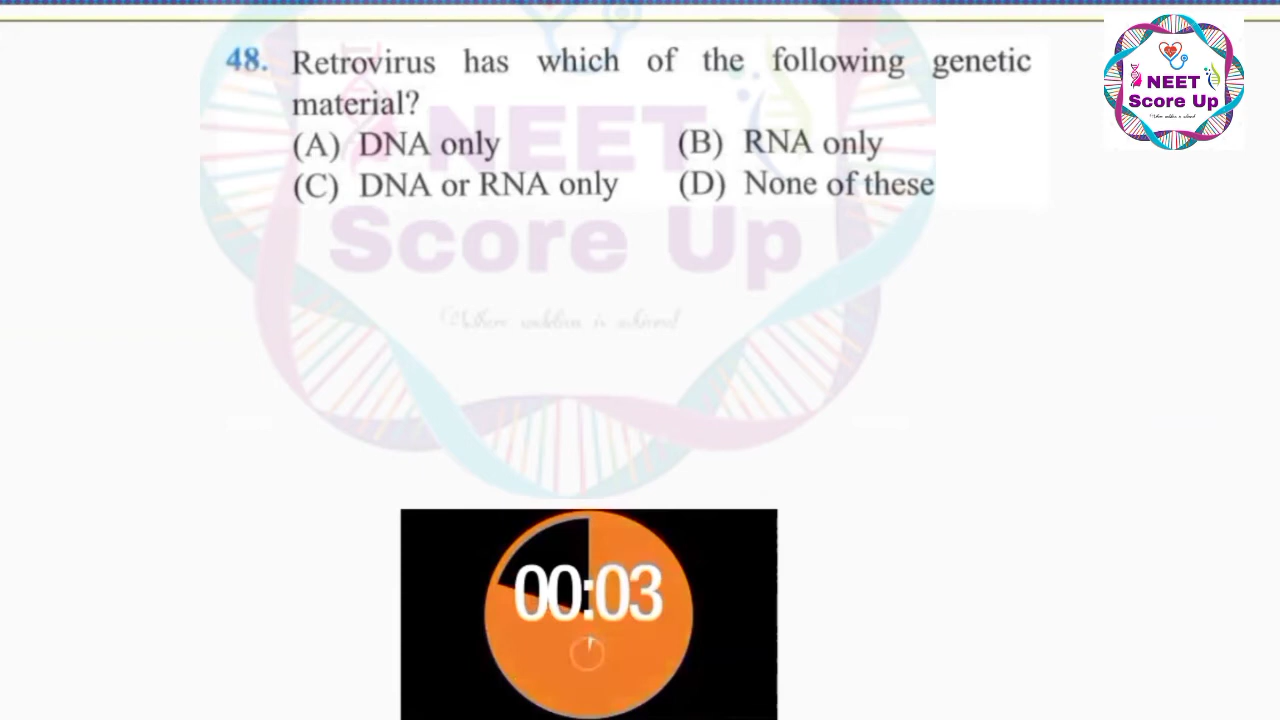 48. Retrovirus has which of the following genetic
material?
(A) DNA only (B) RNA only
(C) DNA or RNA only (D) None of these
NEET
Score Up
NEET
Score Up
00:03